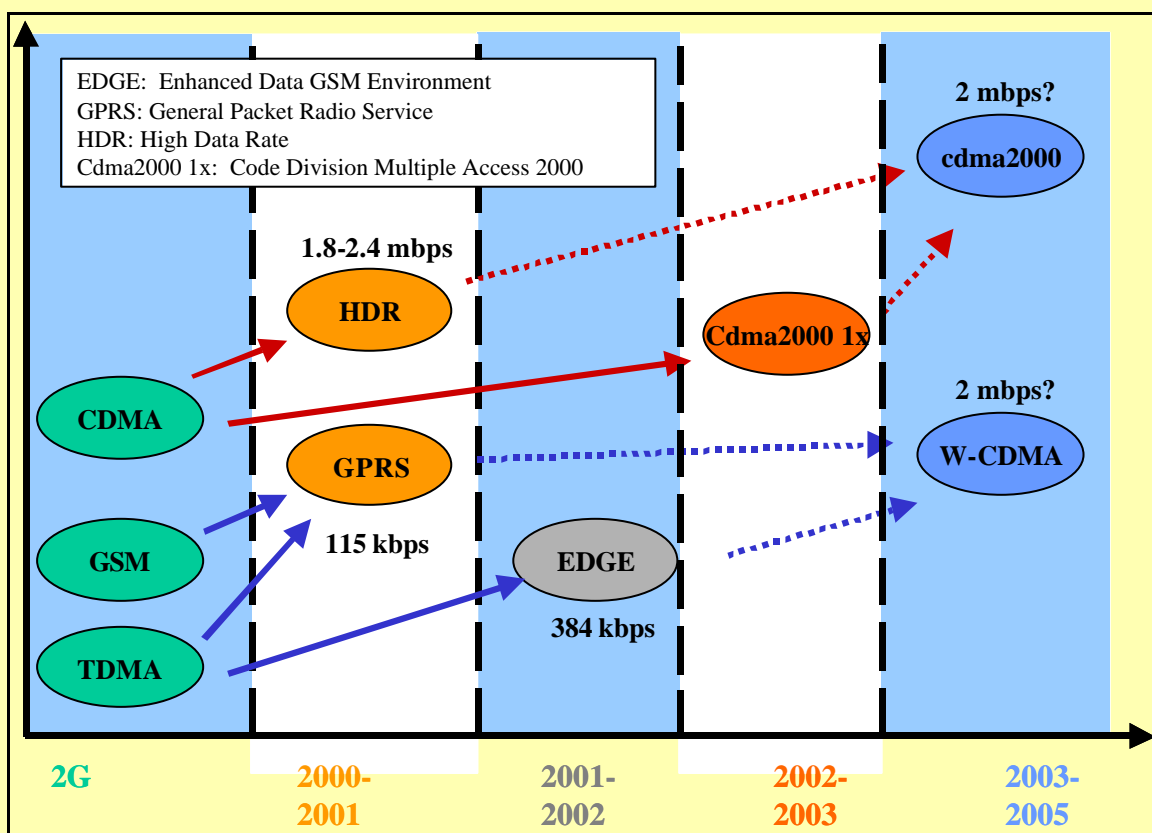 EDGE: Enhanced Data GSM Environment
GPRS: General Packet Radio Service
HDR: High Data Rate
Cdma2000 1x: Code Division Multiple Access 2000
2 mbps?
cdma2000
1.8-2.4 mbps
HDR
Cdma2000 1x
CDMA
2 mbps?
W-CDMA
GPRS
115 kbps
GSM
EDGE
384 kbps
TDMA
2G
2000-
2001
2001-
2002
2002-
2003
2003-
2005